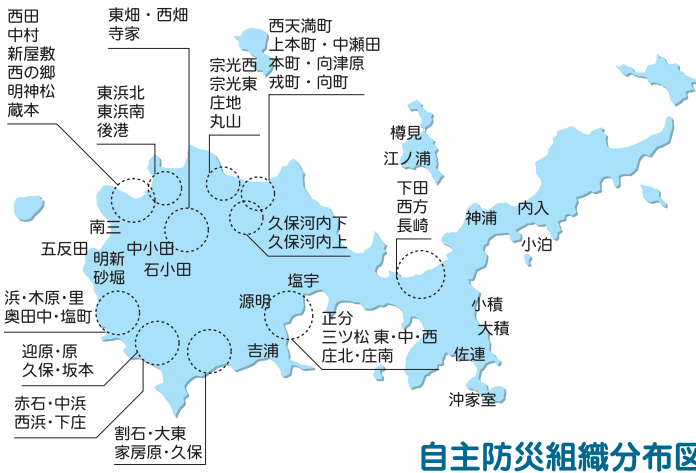 西田
中村
新屋敷
西の郷
明神松
蔵本
東畑・西畑
寺家
東浜北
東浜南
後港
宗光西
宗光東
庄地
丸山
西天満町
上本町・中瀬田
本町・向津原
戎町・向町
樽見
江ノ浦
下田
西方
長崎
神浦
内入
小泊
久保河内下
久保河内上
南三
五反田
明新
砂堀
中小田
石小田
塩宇
源明
浜・木原・里
奥田中・塩町
正分
三ツ松 東・中・西
庄北・庄南
小積
大積
佐連
沖家室
吉浦
迎原・原
久保・坂本
赤石・中浜
西浜・下庄
割石・大東
家房原・久保
自主防災組織分布図